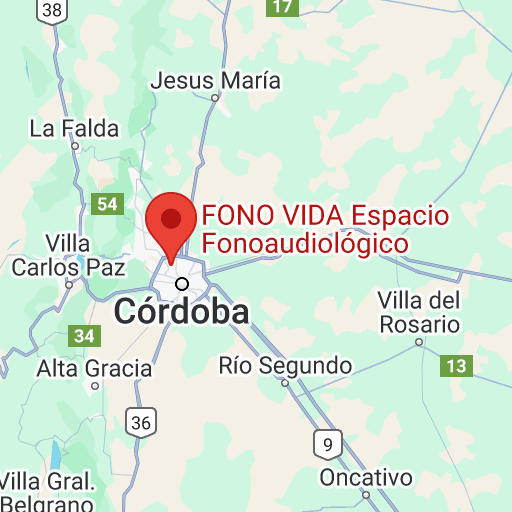 38
17
Jesus María
La Falda
54
FONO VIDA Espacio
Fonoaudiológico
Villa
Carlos Paz
Córdoba
Villa del
Rosario
34
Alta Gracia
Río Segundo
13
36
9
Villa Gral.
Belgrano
Oncativo